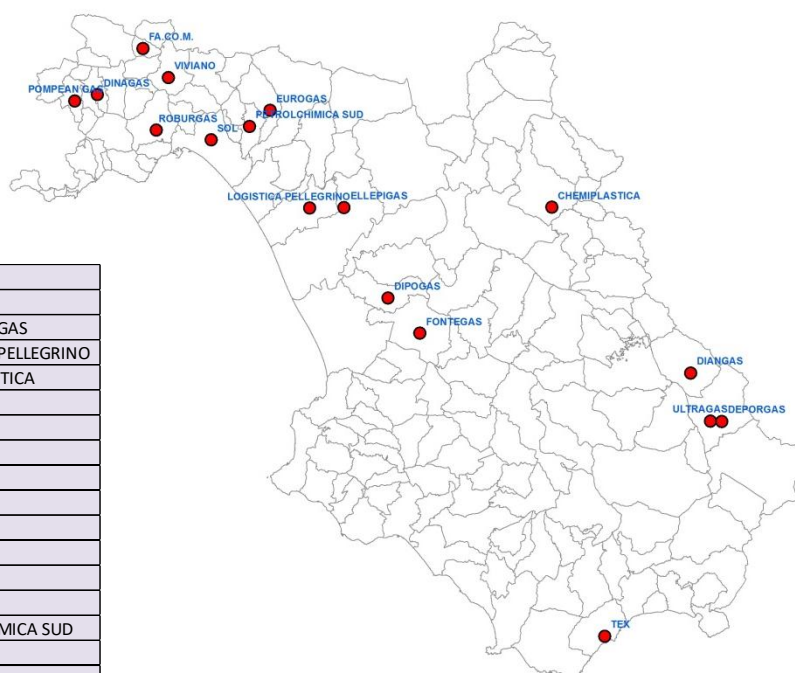 FA.CO.M.
VIVIANO
DINAGAS
POMPEAN GAS
EUROGAS
PETROLCHIMICA SUD
ROBURGAS
SOL
LOGISTICA PELLEGRINO
ELLEPIGAS
CHEMIPLASTICA
DIPOGAS
FONTEGAS
DIANGAS
ULTRAGAS
DEPORGAS
TEX
GAS
PELLEGRINO
TICA
MICA SUD